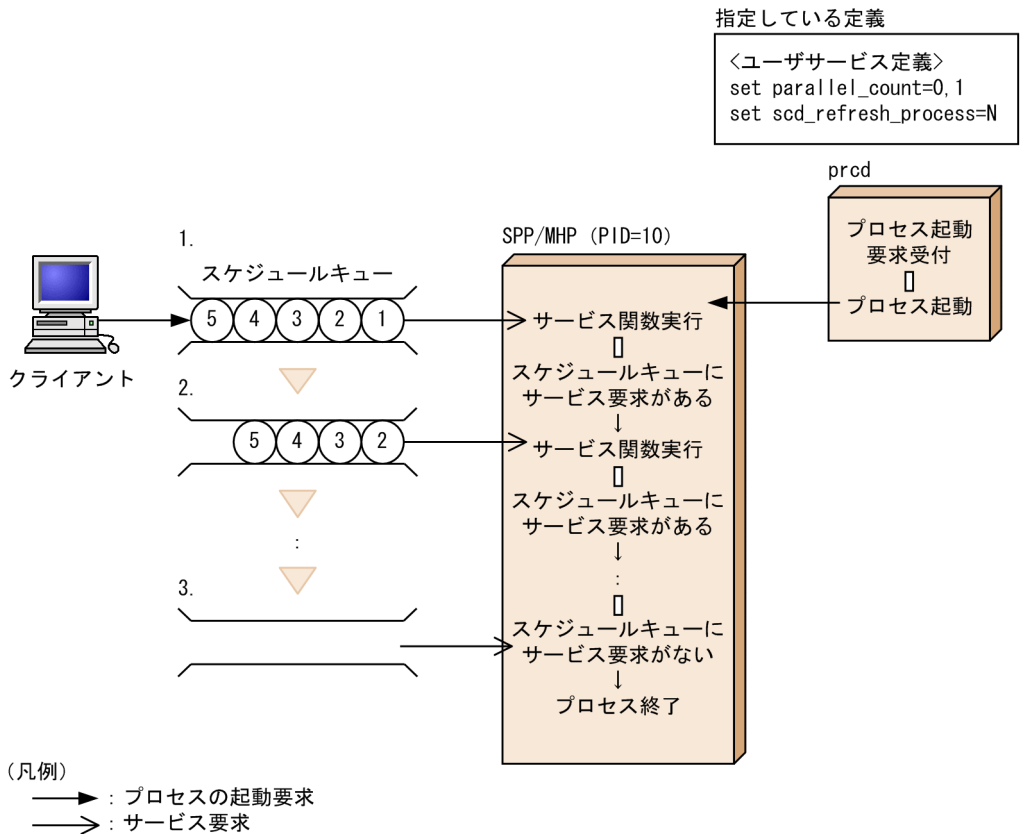 指定している定義
<ユーザサービス定義>
set parallel_count=0,1
set scd_refresh_process=N
prcd
プロセス起動
要求受付
プロセス起動
SPP/MHP (PID=10)
サービス関数実行
スケジュールキューに
サービス要求がある
↓
サービス関数実行
スケジュールキューに
サービス要求がある
↓
:
スケジュールキューに
サービス要求がない
↓
プロセス終了
1.
スケジュールキュー
5 4 3 2 1
クライアント
2.
5 4 3 2
:
3.
(凡例)
: プロセスの起動要求
: サービス要求